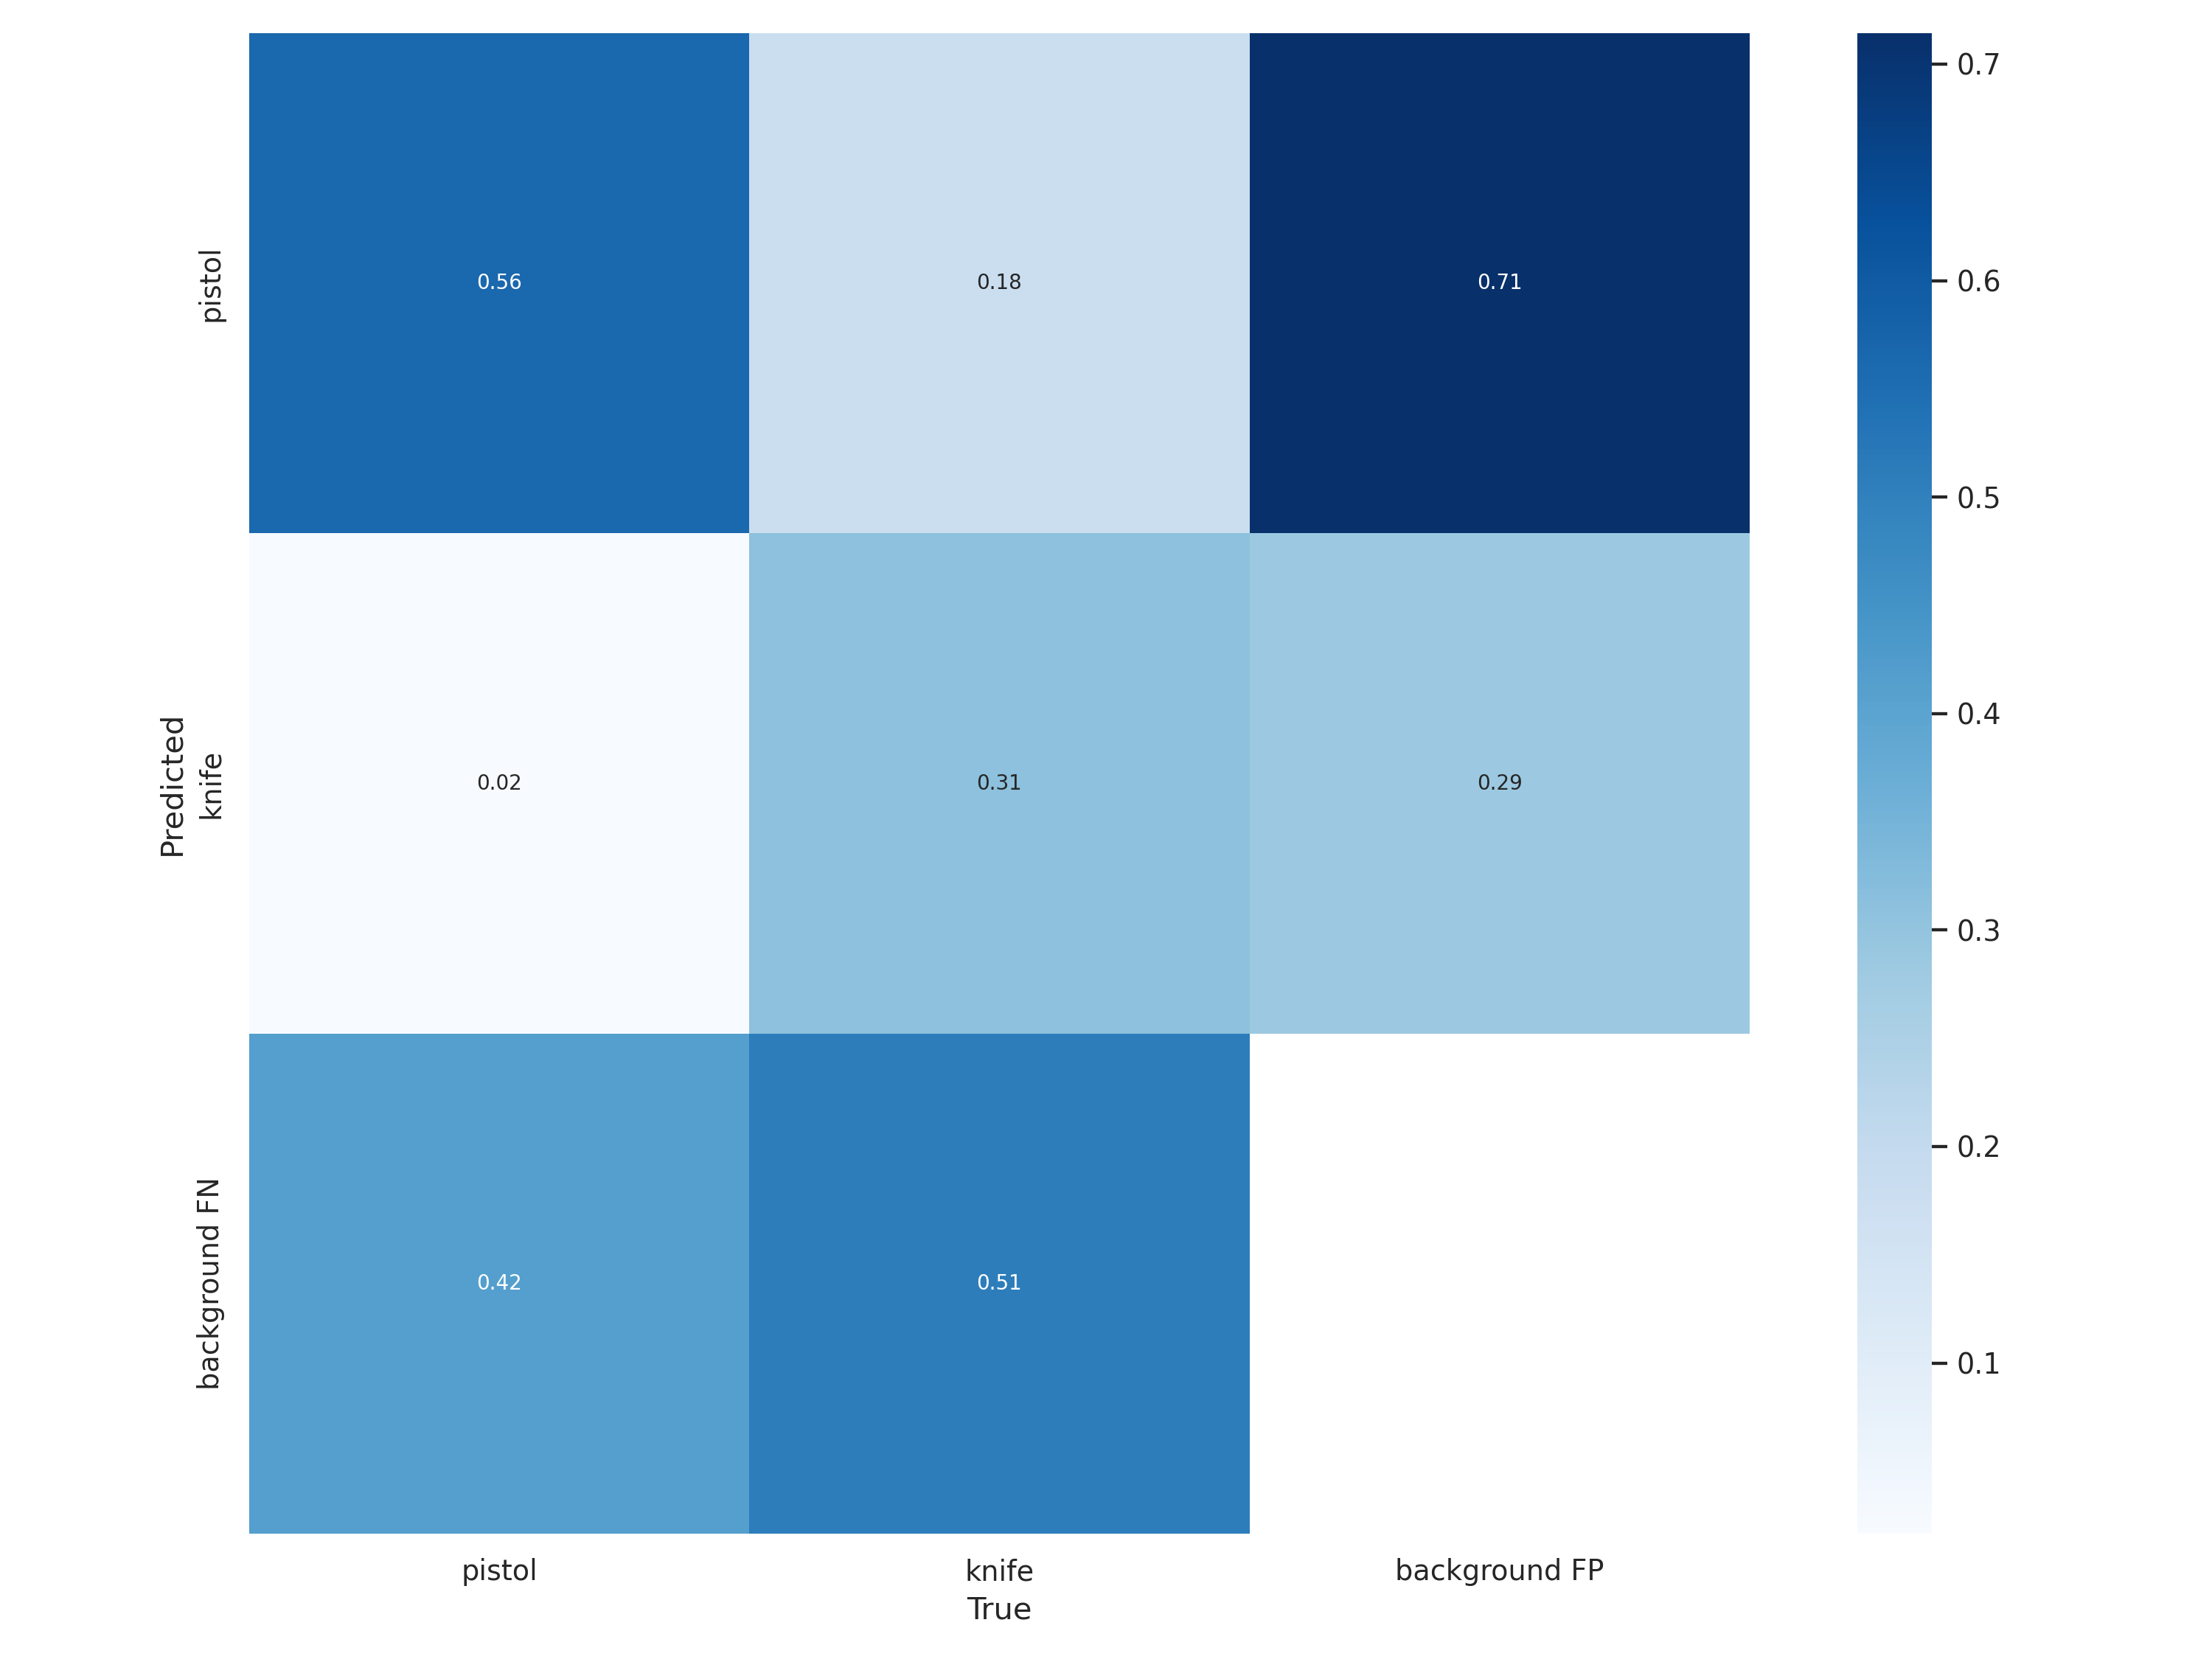 pistol
0.56 0.18 0.71
Predicted
knife
0.02 0.31 0.29
background FN
0.42 0.51
pistol knife background FP
True
0.7
0.6
0.5
0.4
0.3
0.2
0.1